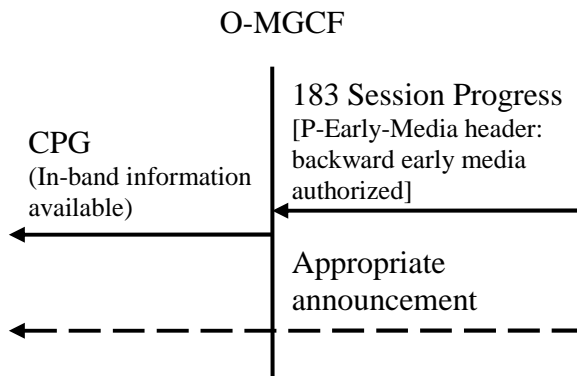 O-MGCF
183 Session Progress
[P-Early-Media header:
backward early media
authorized]
CPG
(In-band information
available)
Appropriate
announcement